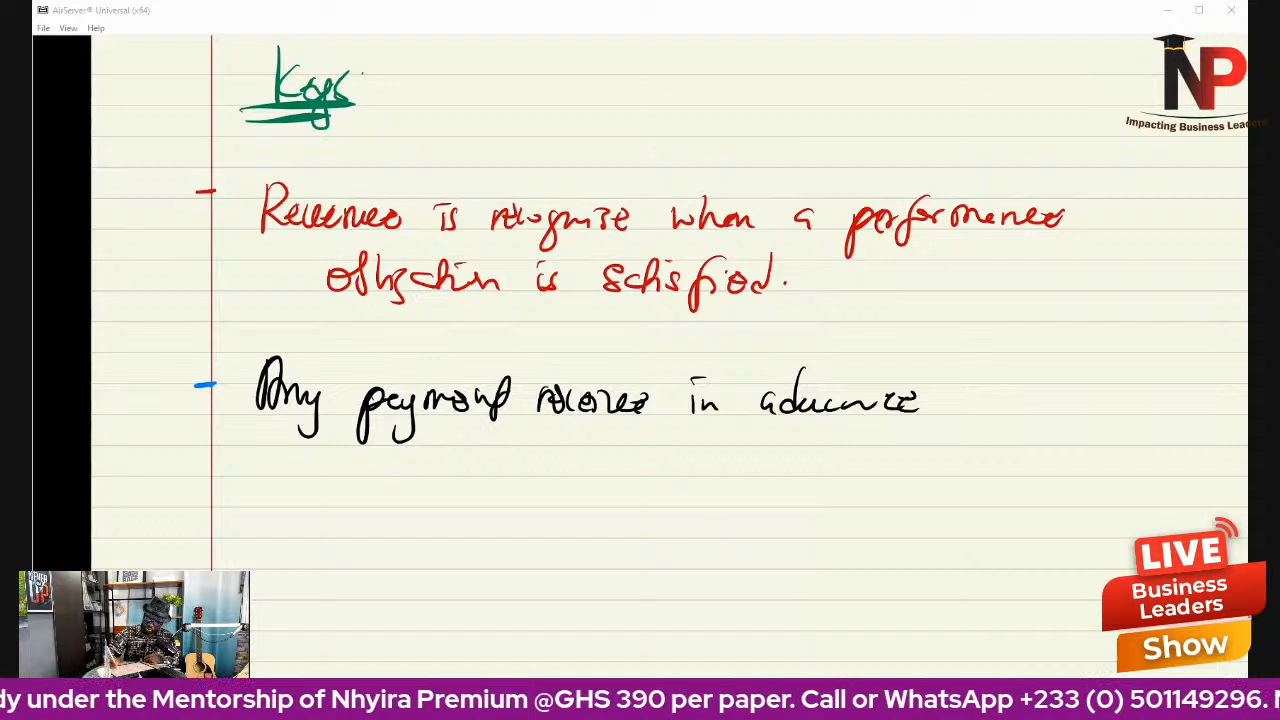 AirServer® Universal (x64)
File View Help
Keys
NP
Impacting Business Leaders
- Revenue is recognize when a performance
obligation is satisfied.
- Any payment receive in advance
LIVE
Business
Leaders
Show
dy under the Mentorship of Nhyira Premium @GHS 390 per paper. Call or WhatsApp +233 (0) 501149296. N